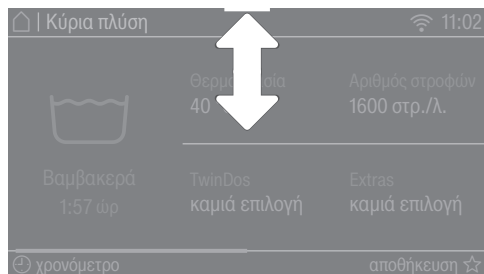 | Κύρια πλύση 11:02
Αριθμός στροφών
40 1600 στρ./λ.
Βαμβακερά TwinDos Extras
1:57 ώρ καμιά επιλογή καμιά επιλογή
χρονόμετρο αποθήκευση